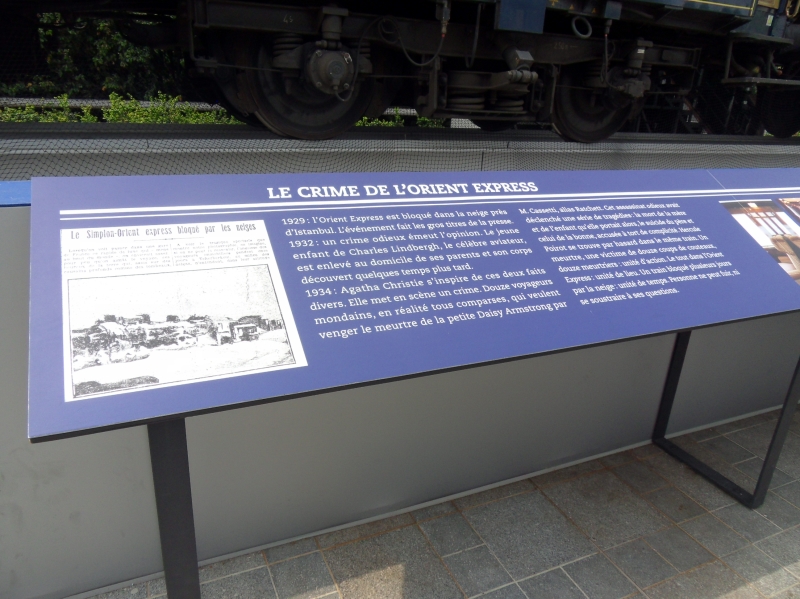 LE CRIME DE L'ORIENT EXPRESS
Le Simplon-Orient express bloqué par les neiges
1929 : l'Orient Express est bloqué dans la neige près
d'Istanbul. L'événement fait les gros titres de la presse.
1932 : un crime odieux émeut l'opinion. Le jeune
enfant de Charles Lindbergh, le célèbre aviateur,
est enlevé au domicile de ses parents et son corps
découvert quelques temps plus tard.
1934 : Agatha Christie s'inspire de ces deux faits
divers. Elle met en scène un crime. Douze voyageurs
mondains, en réalité tous comparses, qui veulent
venger le meurtre de la petite Daisy Armstrong par
M. Cassetti, alias Ratchett. Cet assassinat odieux avait
déclenché une série de tragédies : la mort de la mère
et de l'enfant qu'elle portait alors, le suicide du père et
celui de la bonne, accusée à tort de complicité. Hercule
Poirot se trouve par hasard dans le même train. Un
meurtre, une victime de douze coups de couteaux,
douze meurtriers : unité d'action. Le tout dans l'Orient
Express : unité de lieu. Un train bloqué plusieurs jours
par la neige : unité de temps. Personne ne peut fuir, ni
se soustraire à ses questions.